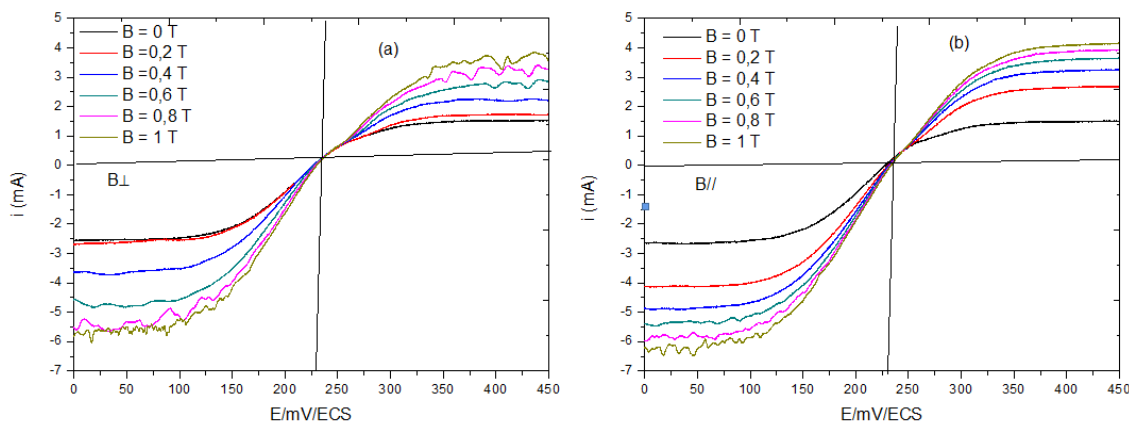 (a)
B = 0 T
B =0,2 T
B =0,4 T
B =0,6 T
B =0,8 T
B = 1 T
B⊥
i (mA)
5
4
3
2
1
0
-1
-2
-3
-4
-5
-6
-7
0 50 100 150 200 250 300 350 400 450
E/mV/ECS
(b)
B = 0 T
B = 0,2 T
B = 0,4 T
B = 0,6 T
B = 0,8 T
B = 1 T
B//
i (mA)
5
4
3
2
1
0
-1
-2
-3
-4
-5
-6
-7
0 50 100 150 200 250 300 350 400 450
E/mV/ECS